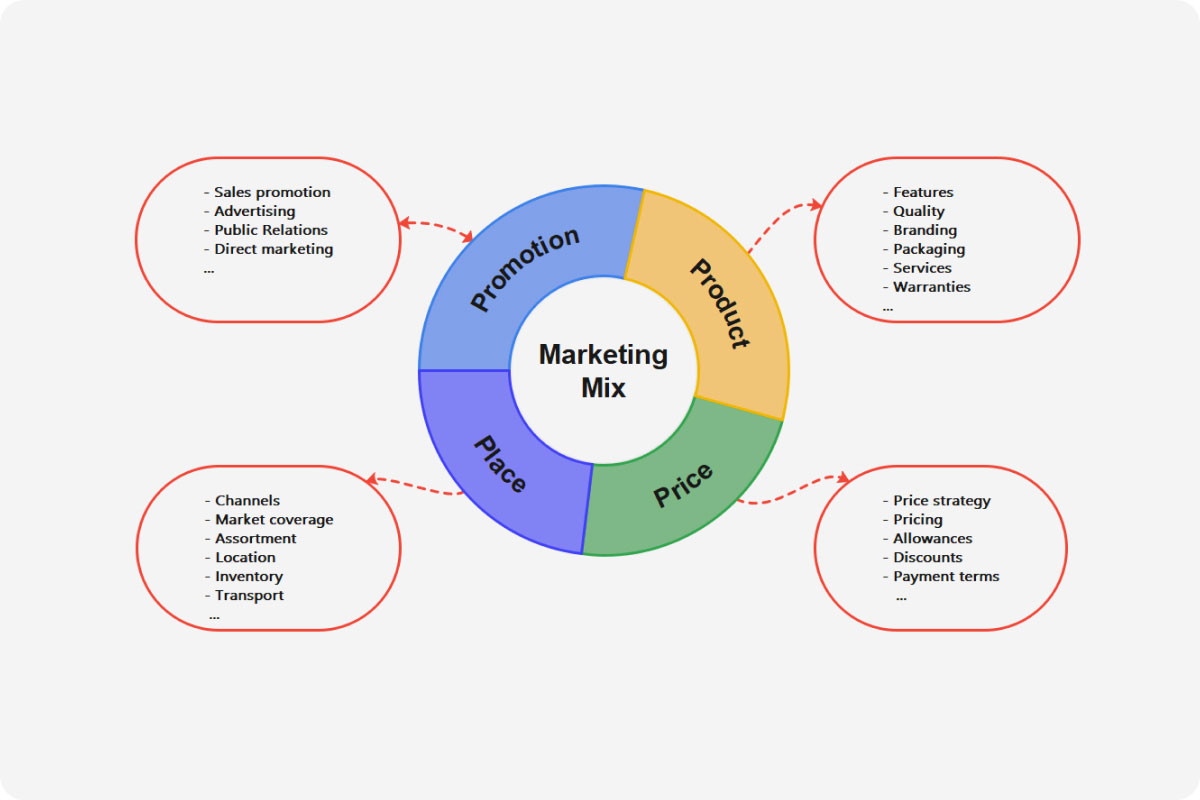 - Sales promotion
- Advertising
- Public Relations
- Direct marketing
...
- Features
- Quality
- Branding
- Packaging
- Services
- Warranties
...
Promotion
Product
Marketing
Mix
Place
Price
- Channels
- Market coverage
- Assortment
- Location
- Inventory
- Transport
...
- Price strategy
- Pricing
- Allowances
- Discounts
- Payment terms
...